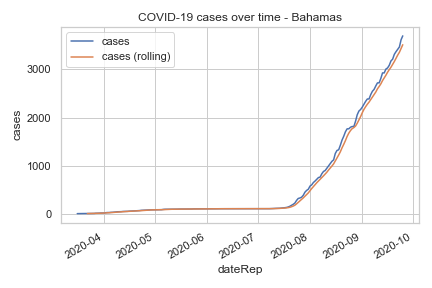 COVID-19 cases over time - Bahamas
cases
cases (rolling)
3000
2000
1000
0
cases
2020-04
2020-05
2020-06
2020-07
2020-08
2020-09
2020-10
dateRep